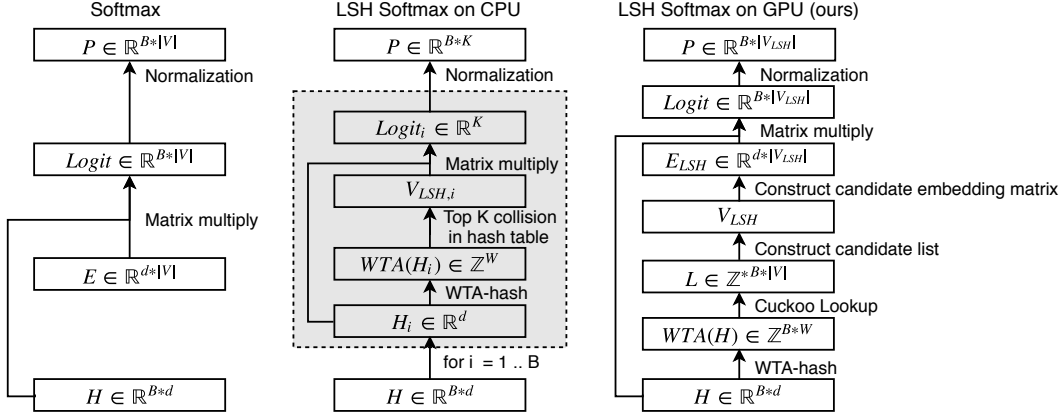 Softmax
P ∈ ℝ^{B*|V|}
Normalization
Logit ∈ ℝ^{B*|V|}
Matrix multiply
E ∈ ℝ^{d*|V|}
H ∈ ℝ^{B*d}
LSH Softmax on CPU
P ∈ ℝ^{B*K}
Normalization
Logit_i ∈ ℝ^K
Matrix multiply
V_{LSH,i}
Top K collision
in hash table
WTA(H_i) ∈ ℤ^W
WTA-hash
H_i ∈ ℝ^d
for i = 1 .. B
H ∈ ℝ^{B*d}
LSH Softmax on GPU (ours)
P ∈ ℝ^{B*|V_{LSH}|}
Normalization
Logit ∈ ℝ^{B*|V_{LSH}|}
Matrix multiply
E_{LSH} ∈ ℝ^{d*|V_{LSH}|}
Construct candidate embedding matrix
V_{LSH}
Construct candidate list
L ∈ ℤ^{*B*|V|}
Cuckoo Lookup
WTA(H) ∈ ℤ^{B*W}
WTA-hash
H ∈ ℝ^{B*d}